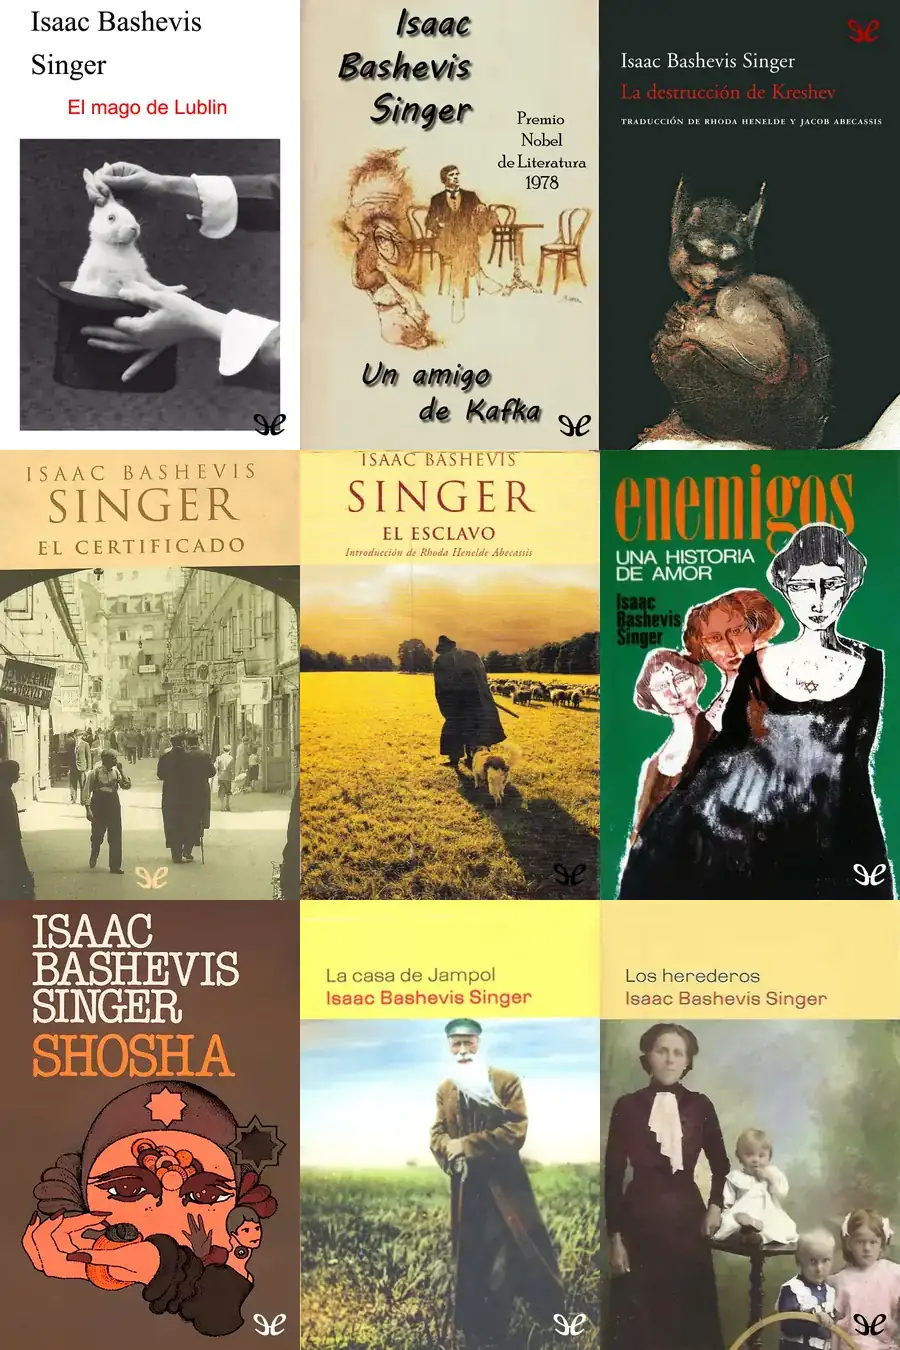 Isaac Bashevis
Singer
El mago de Lublin
Isaac
Bashevis
Singer
Premio
Nobel
de Literatura
1978
Un amigo
de Kafka
Isaac Bashevis Singer
La destrucción de Kreshev
TRADUCCIÓN DE RHODA HENELDE Y JACOB ABECASSIS
ISAAC BASHEVIS
SINGER
EL CERTIFICADO
ISAAC BASHEVIS
SINGER
EL ESCLAVO
Introducción de Rhoda Henelde Abecassis
enemigos
UNA HISTORIA
DE AMOR
Isaac
Bashevis
Singer
ISAAC
BASHEVIS
SINGER
SHOSHA
La casa de Jampol
Isaac Bashevis Singer
Los herederos
Isaac Bashevis Singer